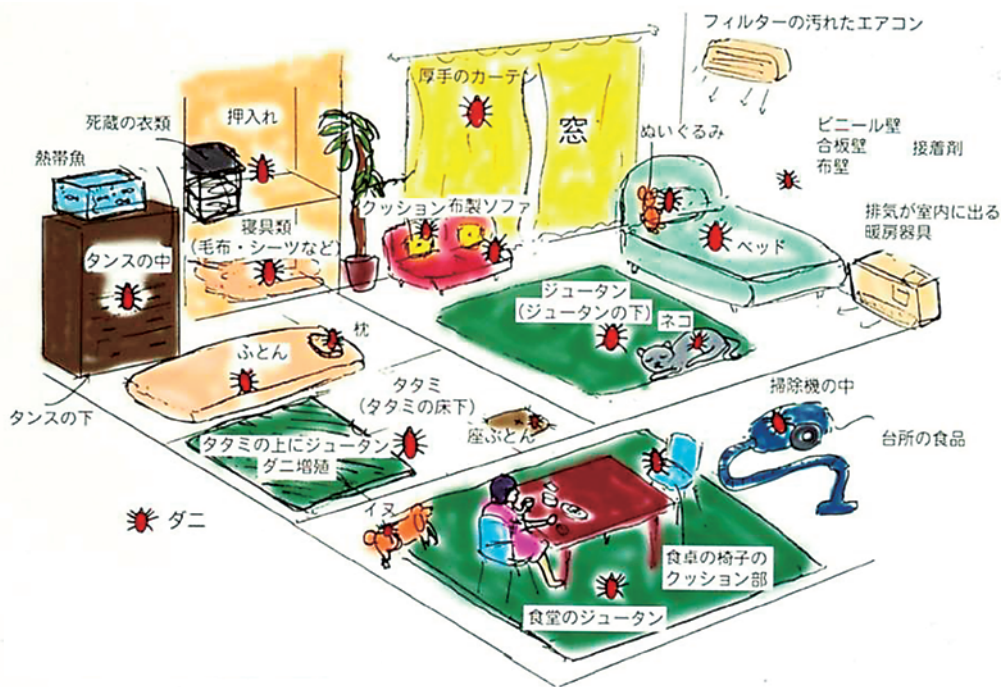 フィルターの汚れたエアコン
厚手のカーテン
押入れ
死蔵の衣類
窓
ぬいぐるみ
ビニール壁
合板壁
布壁
接着剤
熱帯魚
クッション
布製ソファ
寝具類
(毛布・シーツなど)
排気が室内に出る
暖房器具
タンスの中
ベッド
ジュータン
(ジュータンの下)
ネコ
枕
ふとん
タタミ
(タタミの床下)
掃除機の中
タンスの下
座ぶとん
台所の食品
タタミの上にジュータン
ダニ増殖
イヌ
ダニ
食卓の椅子の
クッション部
食堂のジュータン